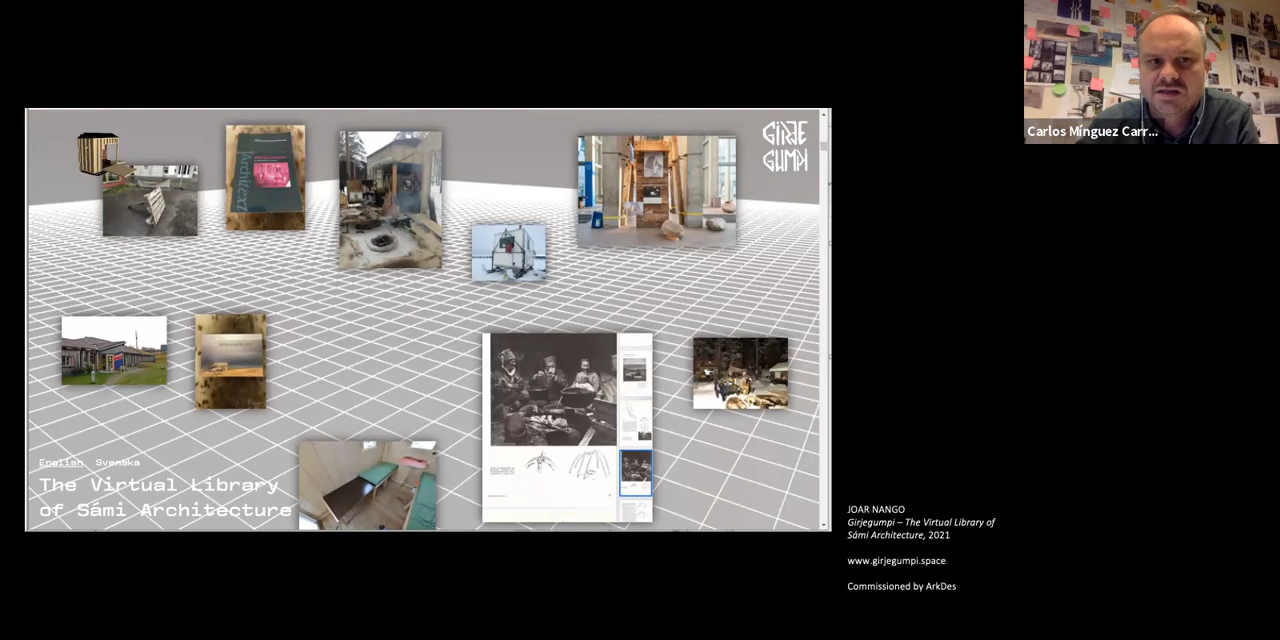 Carlos Mínguez Carr...
GIRJE
GUMPI
Architext
English Svenska
The Virtual Library
of Sámi Architecture
JOAR NANGO
Girjegumpi – The Virtual Library of
Sámi Architecture, 2021
www.girjegumpi.space
Commissioned by ArkDes